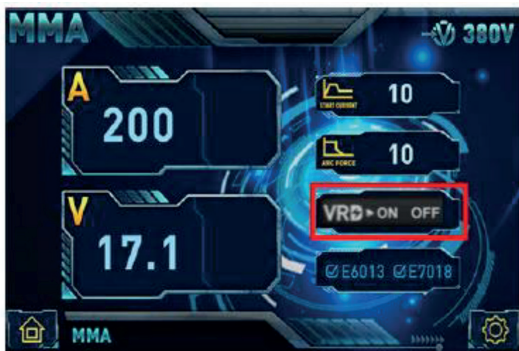 MMA
380V
A
200
START CURRENT
10
ARC FORCE
10
VRD ▸ ON OFF
V
17.1
E6013 E7018
MMA